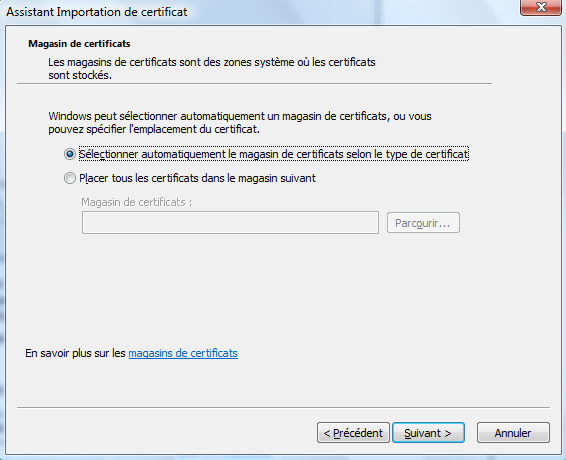 Assistant Importation de certificat
Magasin de certificats
Les magasins de certificats sont des zones système où les certificats
sont stockés.
Windows peut sélectionner automatiquement un magasin de certificats, ou vous
pouvez spécifier l'emplacement du certificat.
Sélectionner automatiquement le magasin de certificats selon le type de certificat
Placer tous les certificats dans le magasin suivant
Magasin de certificats :
Parcourir...
En savoir plus sur les magasins de certificats
< Précédent Suivant > Annuler